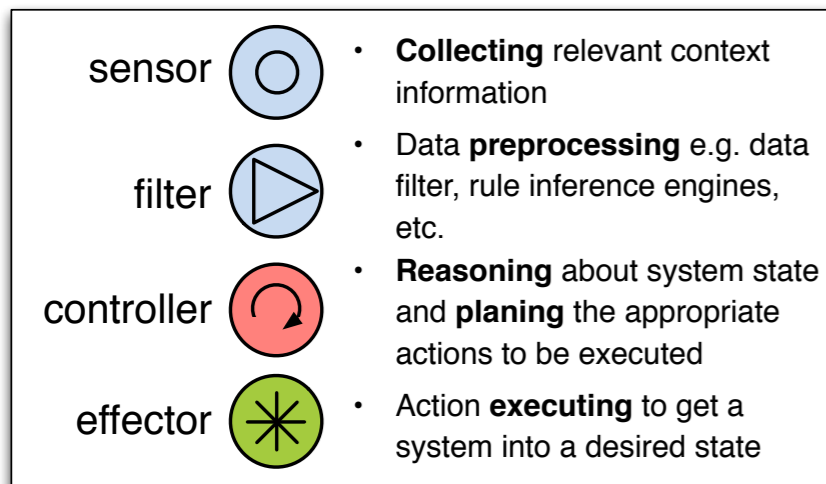 sensor
• Collecting relevant context
information
filter
• Data preprocessing e.g. data
filter, rule inference engines,
etc.
controller
• Reasoning about system state
and planing the appropriate
actions to be executed
effector
• Action executing to get a
system into a desired state